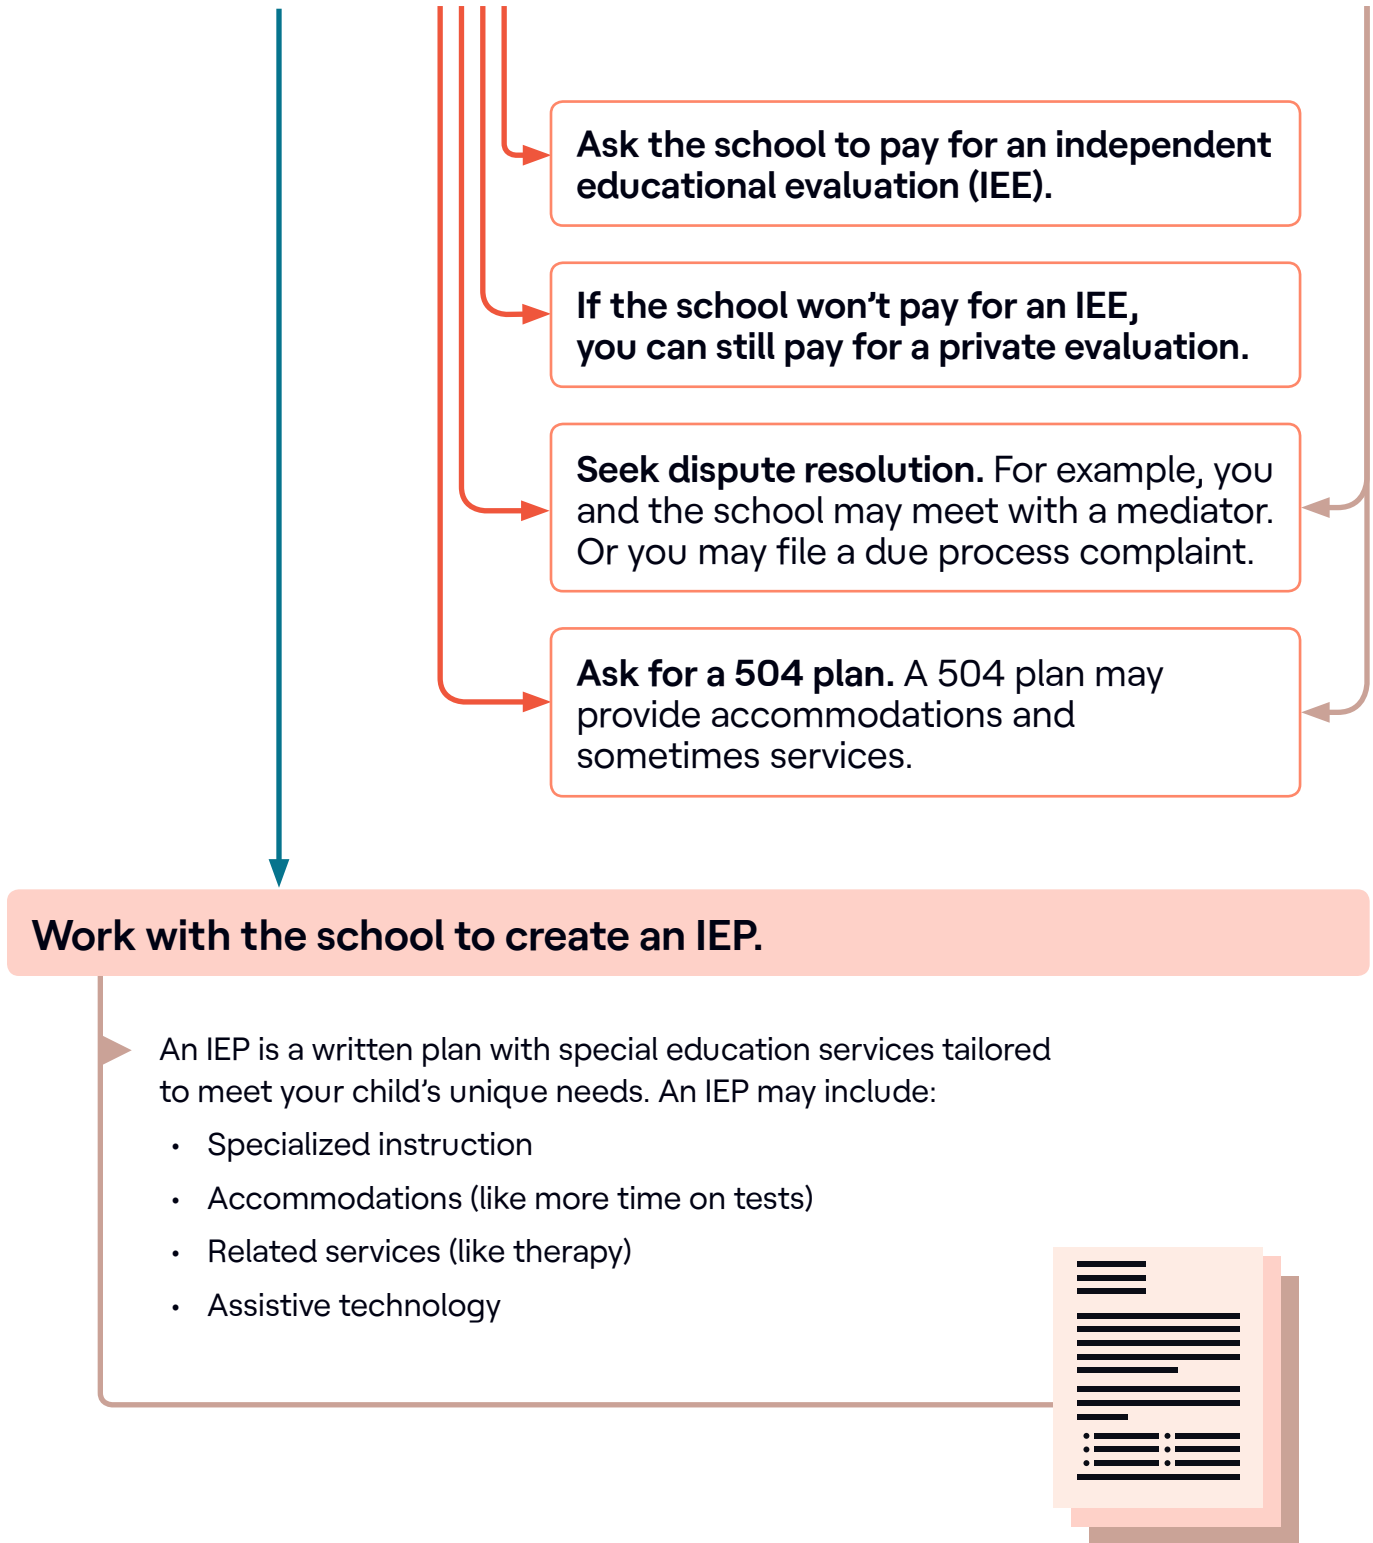 Ask the school to pay for an independent
educational evaluation (IEE).
If the school won’t pay for an IEE,
you can still pay for a private evaluation.
Seek dispute resolution. For example, you
and the school may meet with a mediator.
Or you may file a due process complaint.
Ask for a 504 plan. A 504 plan may
provide accommodations and
sometimes services.
Work with the school to create an IEP.
An IEP is a written plan with special education services tailored
to meet your child’s unique needs. An IEP may include:
• Specialized instruction
• Accommodations (like more time on tests)
• Related services (like therapy)
• Assistive technology